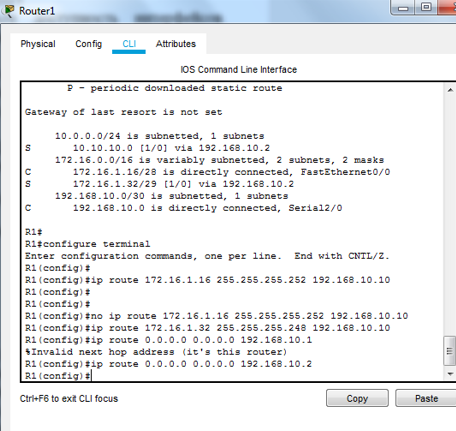 Router1
Physical Config CLI Attributes
IOS Command Line Interface
P - periodic downloaded static route
Gateway of last resort is not set
10.0.0.0/24 is subnetted, 1 subnets
S 10.10.10.0 [1/0] via 192.168.10.2
172.16.0.0/16 is variably subnetted, 2 subnets, 2 masks
C 172.16.1.16/28 is directly connected, FastEthernet0/0
S 172.16.1.32/29 [1/0] via 192.168.10.2
192.168.10.0/30 is subnetted, 1 subnets
C 192.168.10.0 is directly connected, Serial2/0
R1#
R1#configure terminal
Enter configuration commands, one per line. End with CNTL/Z.
R1(config)#
R1(config)#ip route 172.16.1.16 255.255.255.252 192.168.10.10
R1(config)#
R1(config)#
R1(config)#no ip route 172.16.1.16 255.255.255.252 192.168.10.10
R1(config)#ip route 172.16.1.32 255.255.255.248 192.168.10.10
R1(config)#ip route 0.0.0.0 0.0.0.0 192.168.10.1
%Invalid next hop address (it's this router)
R1(config)#ip route 0.0.0.0 0.0.0.0 192.168.10.2
R1(config)#
Ctrl+F6 to exit CLI focus Copy Paste